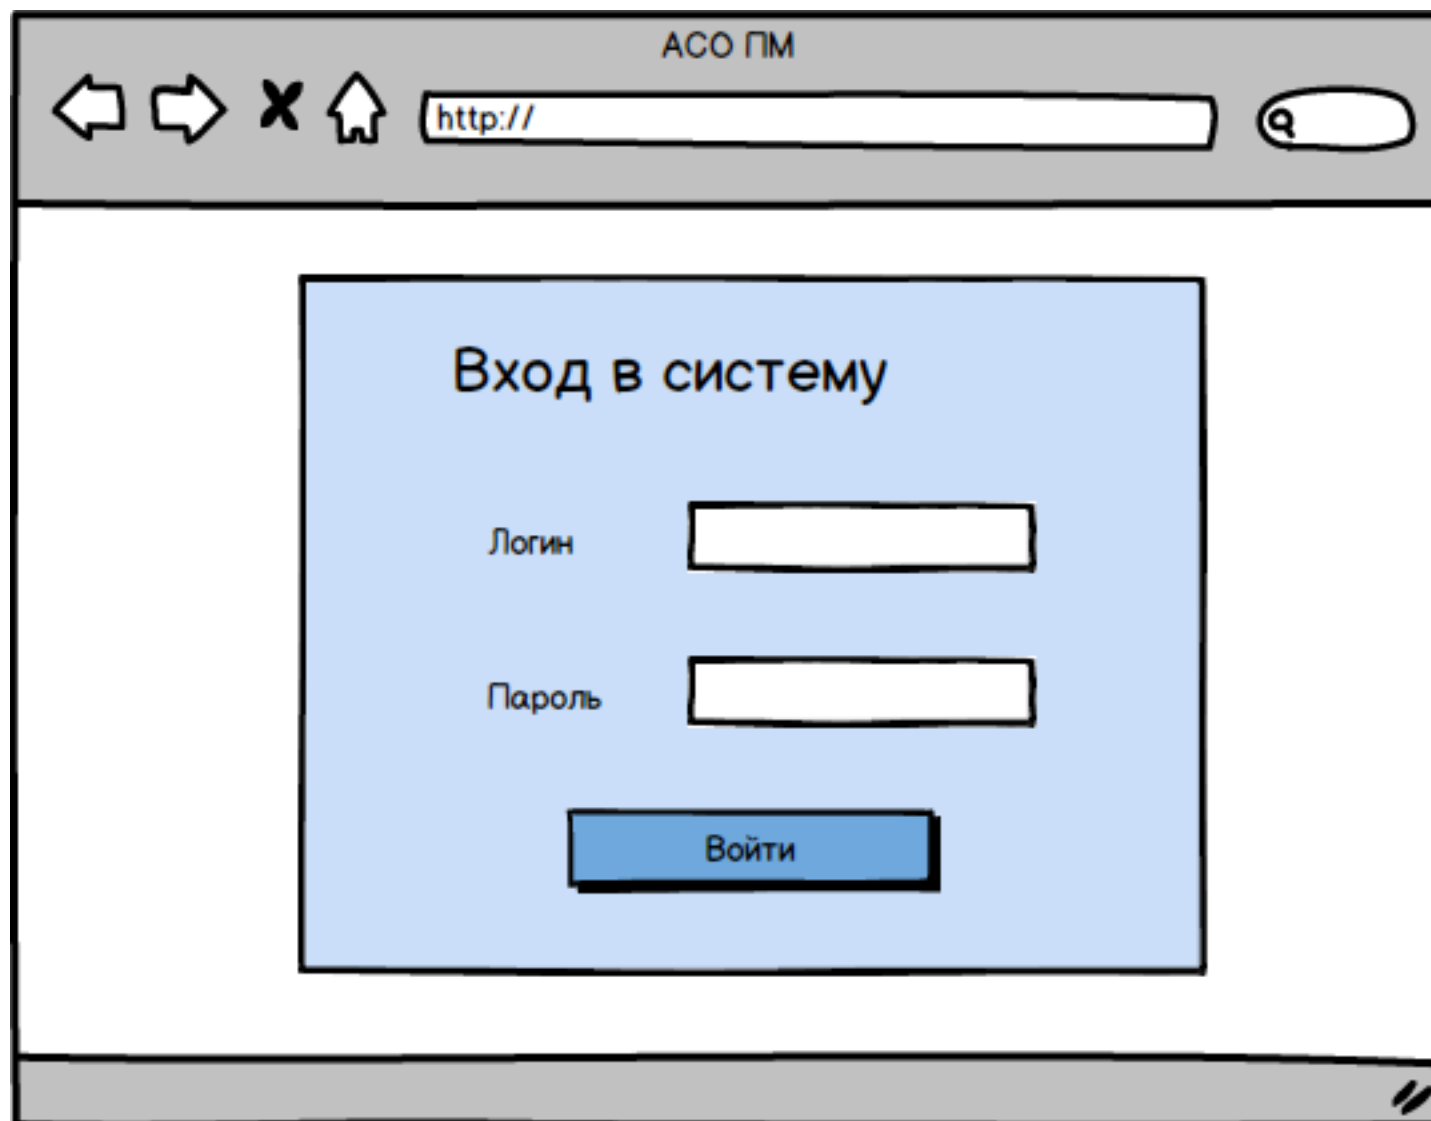 АСО ПМ
http://
Вход в систему
Логин
Пароль
Войти